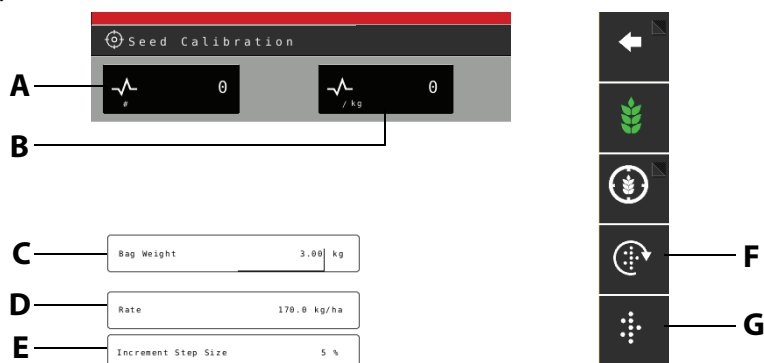 Seed Calibration
A
0
#
0
/ kg
B
C
Bag Weight 3.00 kg
D
Rate 170.0 kg/ha
E
Increment Step Size 5 %
F
G